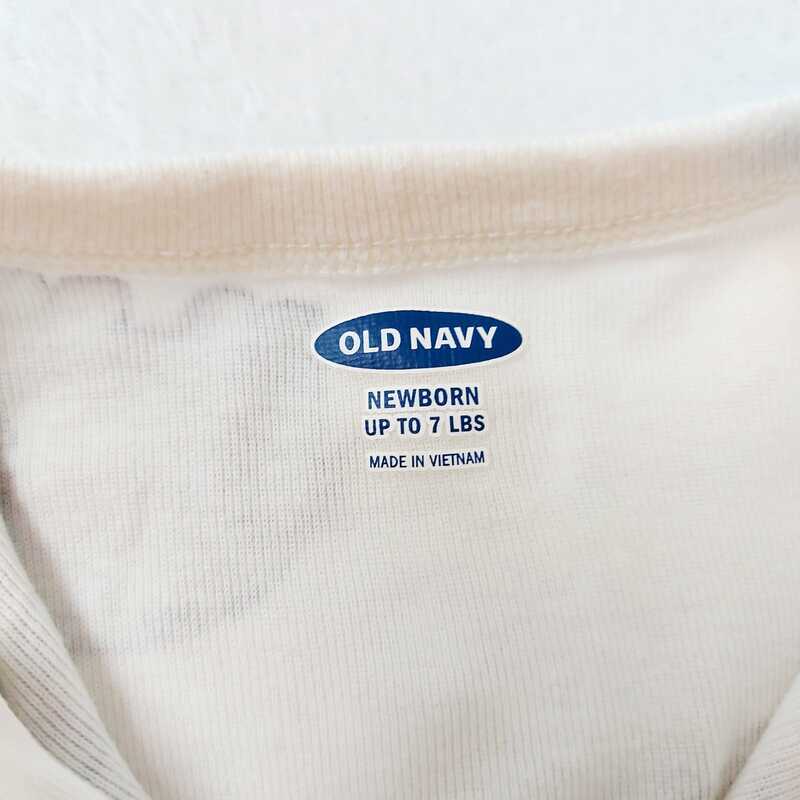 OLD NAVY
NEWBORN
UP TO 7 LBS
MADE IN VIETNAM